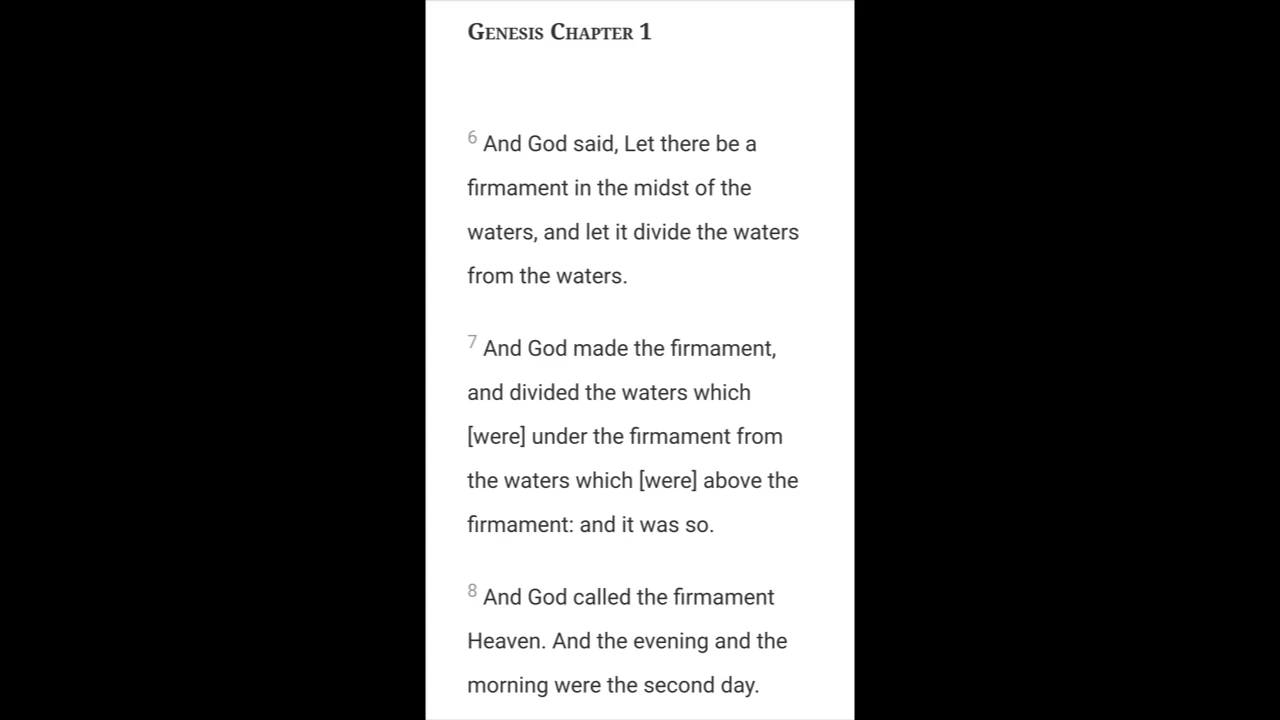 Genesis Chapter 1
6 And God said, Let there be a
firmament in the midst of the
waters, and let it divide the waters
from the waters.
7 And God made the firmament,
and divided the waters which
[were] under the firmament from
the waters which [were] above the
firmament: and it was so.
8 And God called the firmament
Heaven. And the evening and the
morning were the second day.